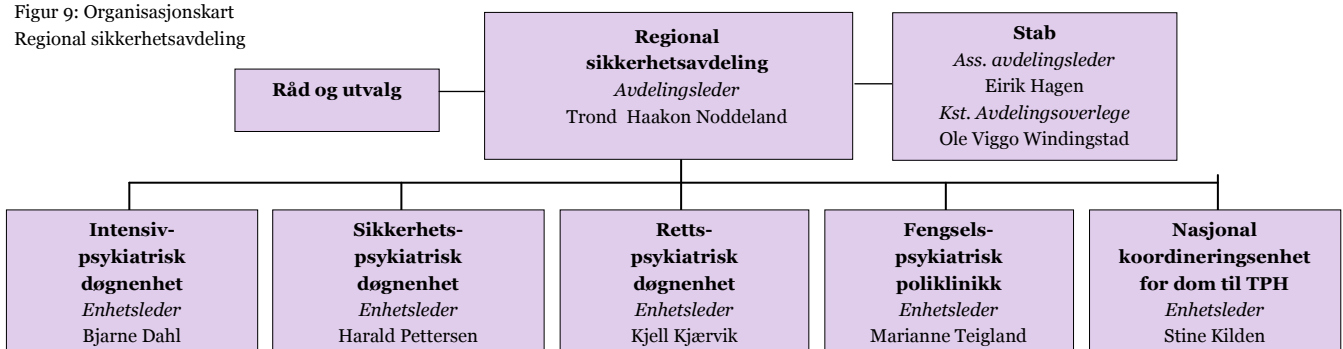 Figur 9: Organisasjonskart
Regional sikkerhetsavdeling
Råd og utvalg
Regional
sikkerhetsavdeling
Avdelingsleder
Trond Haakon Noddeland
Stab
Ass. avdelingsleder
Eirik Hagen
Kst. Avdelingsoverlege
Ole Viggo Windingstad
Intensiv-
psykiatrisk
døgnenhet
Enhetsleder
Bjarne Dahl
Sikkerhets-
psykiatrisk
døgnenhet
Enhetsleder
Harald Pettersen
Retts-
psykiatrisk
døgnenhet
Enhetsleder
Kjell Kjærvik
Fengsels-
psykiatrisk
poliklinikk
Enhetsleder
Marianne Teigland
Nasjonal
koordineringsenhet
for dom til TPH
Enhetsleder
Stine Kilden